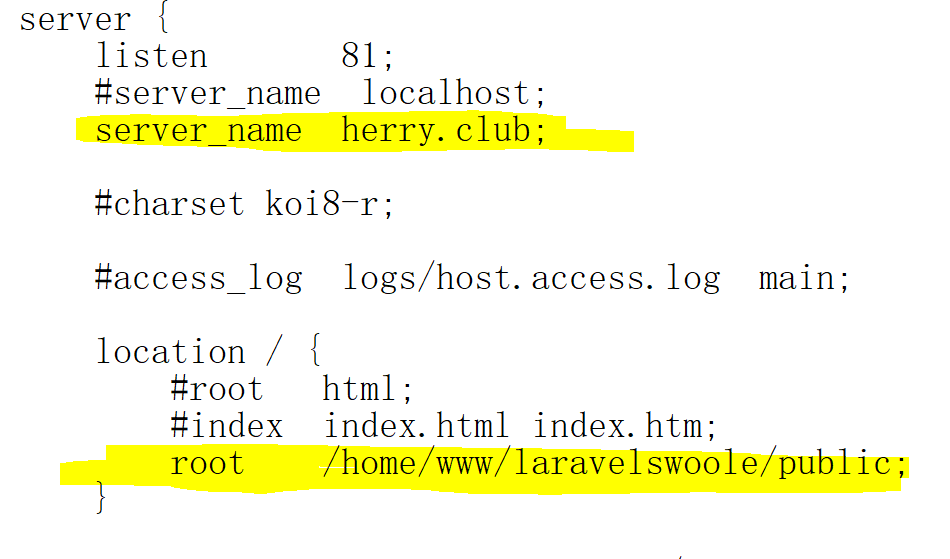 server {
listen 81;
#server_name localhost;
server_name herry.club;
#charset koi8-r;
#access_log logs/host.access.log main;
location / {
#root html;
#index index.html index.htm;
root /home/www/laravelswoole/public;
}